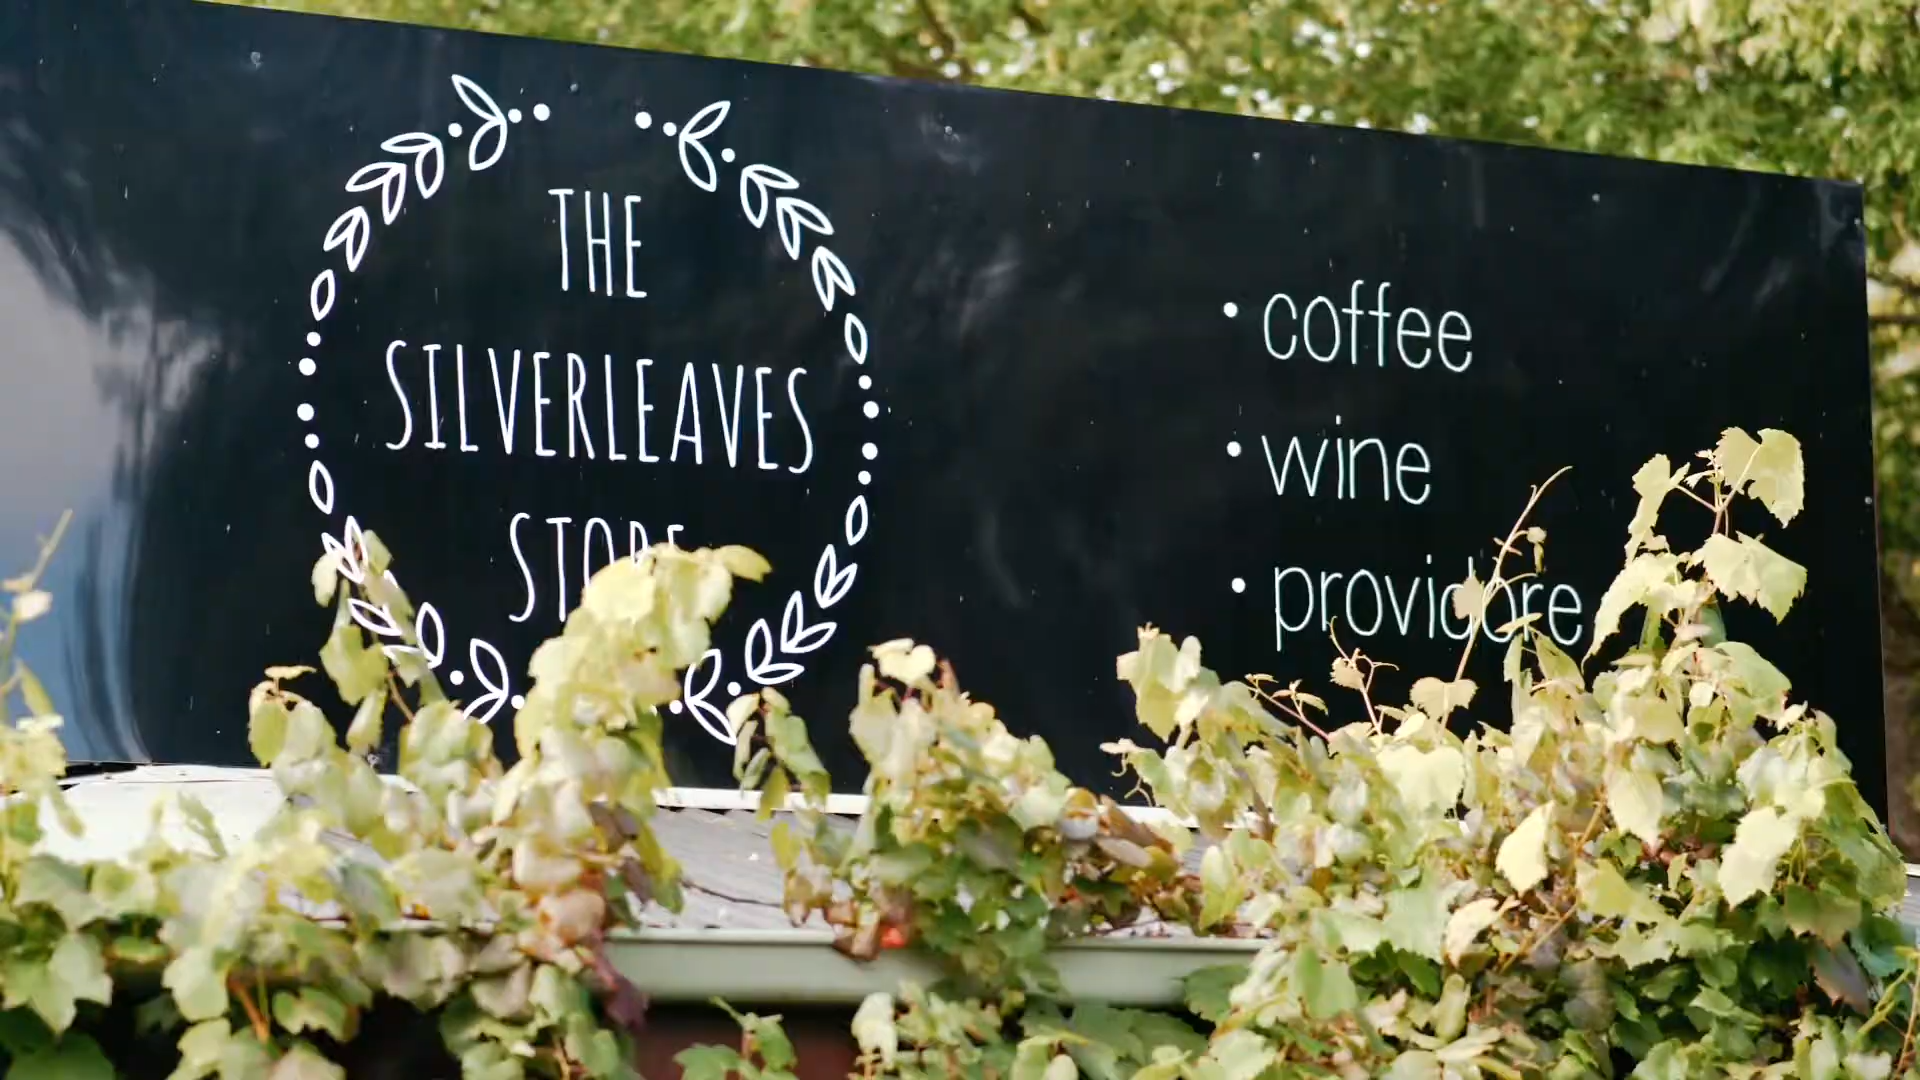 THE
SILVERLEAVES
STORE
• coffee
• wine
• providore